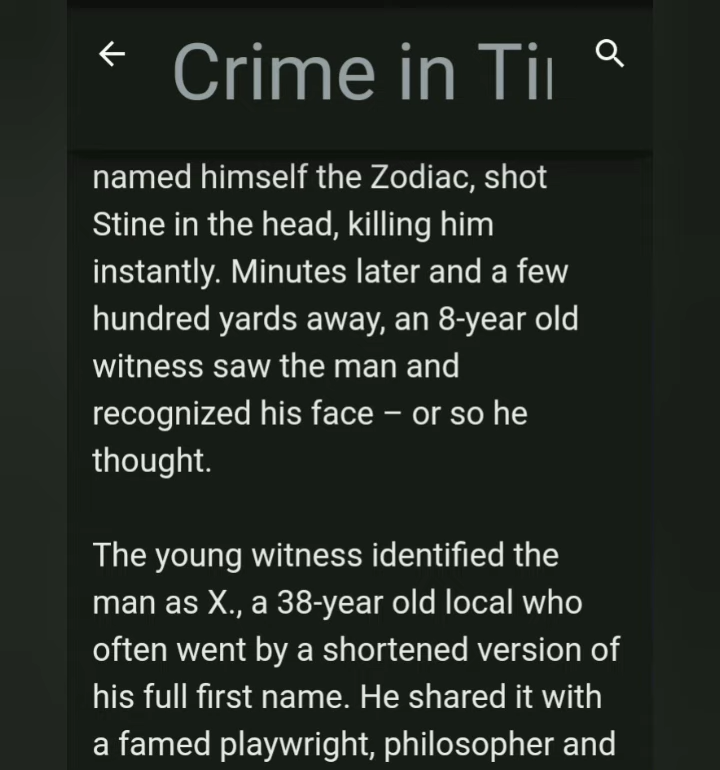 Crime in Ti
named himself the Zodiac, shot
Stine in the head, killing him
instantly. Minutes later and a few
hundred yards away, an 8-year old
witness saw the man and
recognized his face – or so he
thought.
The young witness identified the
man as X., a 38-year old local who
often went by a shortened version of
his full first name. He shared it with
a famed playwright, philosopher and